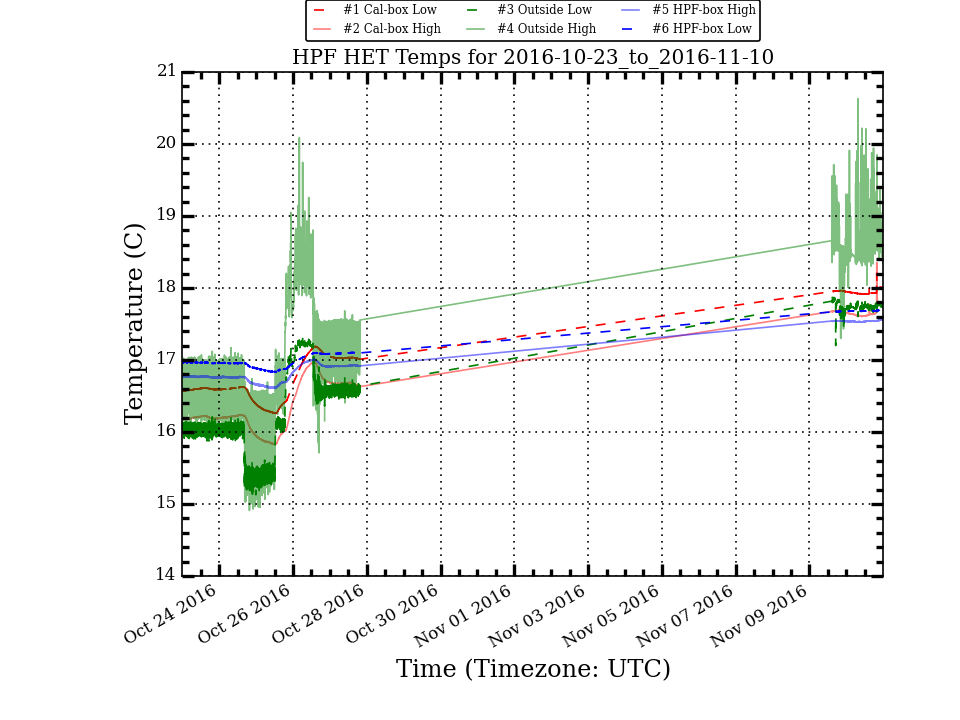 #1 Cal-box Low #3 Outside Low #5 HPF-box High
#2 Cal-box High #4 Outside High #6 HPF-box Low
HPF HET Temps for 2016-10-23_to_2016-11-10
21
20
19
18
17
16
15
14
Temperature (C)
Oct 24 2016
Oct 26 2016
Oct 28 2016
Oct 30 2016
Nov 01 2016
Nov 03 2016
Nov 05 2016
Nov 07 2016
Nov 09 2016
Time (Timezone: UTC)